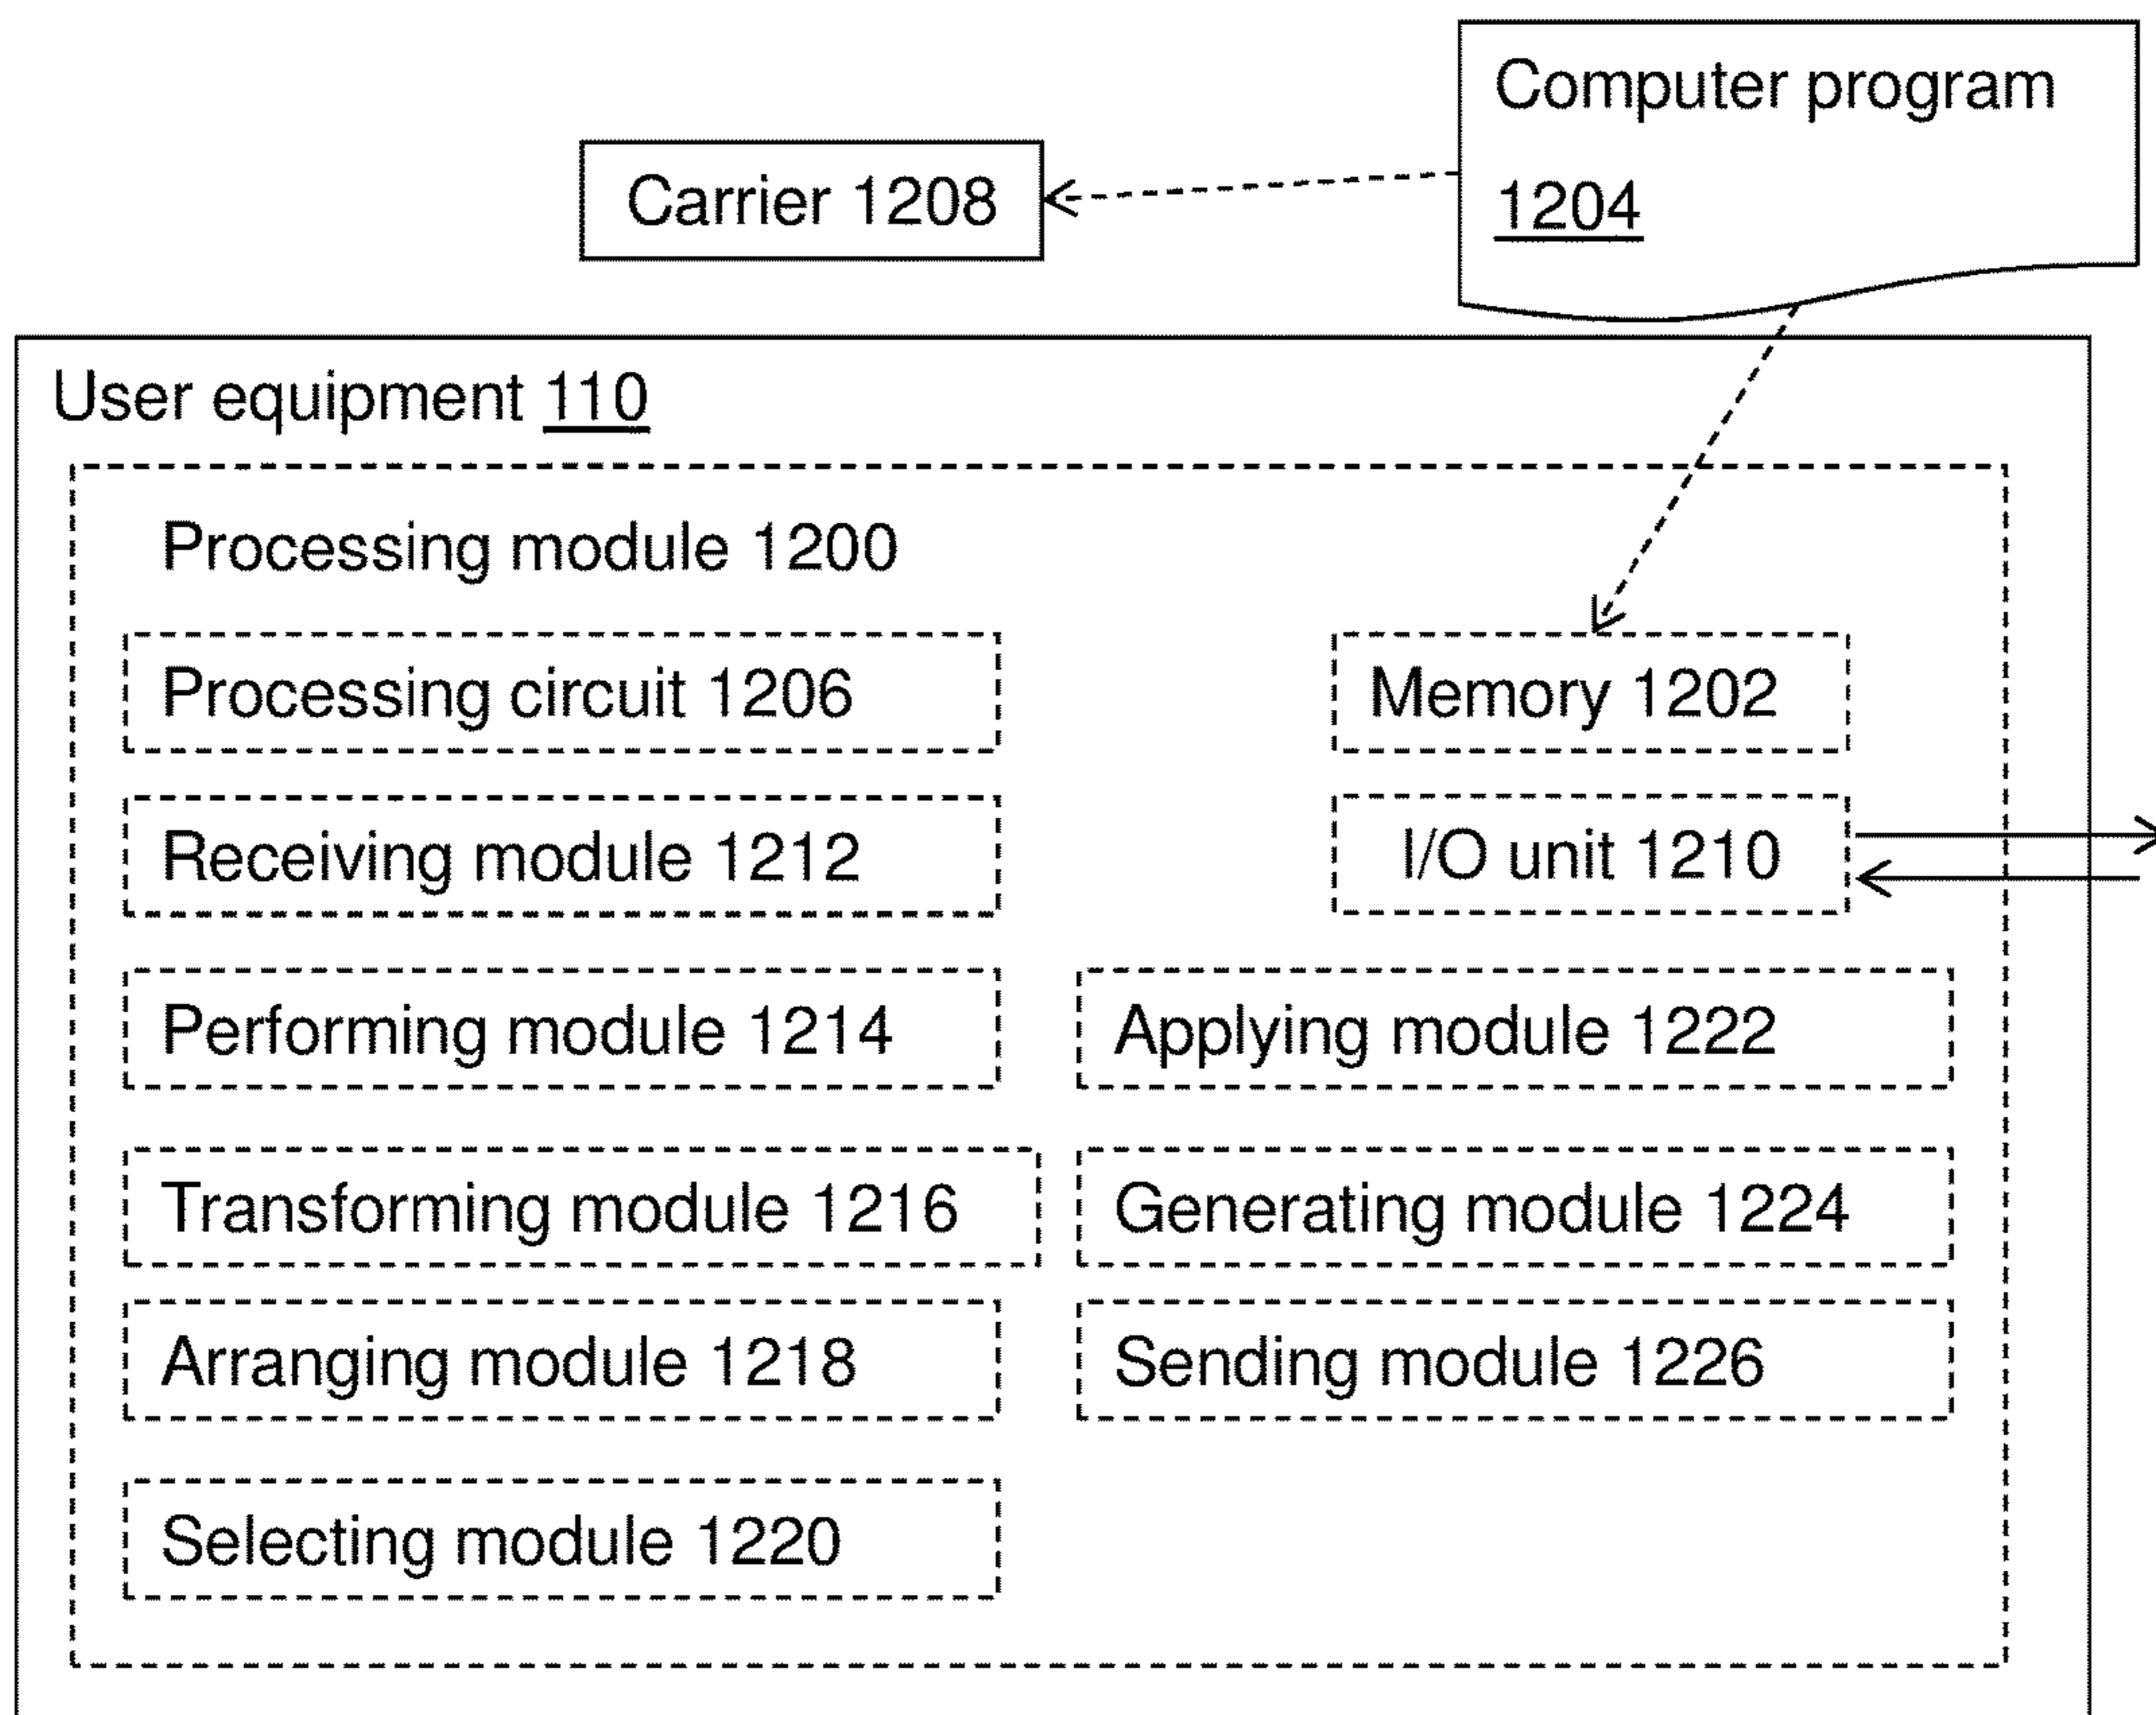 Computer program
1204
Carrier 1208
User equipment 110
Processing module 1200
Processing circuit 1206
Memory 1202
Receiving module 1212
I/O unit 1210
Performing module 1214
Applying module 1222
Transforming module 1216
Generating module 1224
Arranging module 1218
Sending module 1226
Selecting module 1220